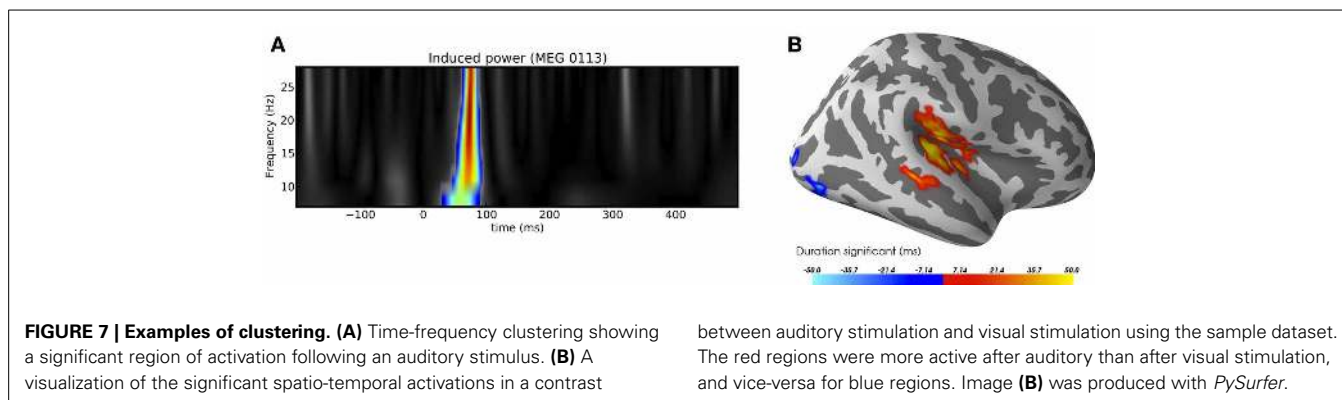 A
Induced power (MEG 0113)
Frequency (Hz)
25
20
15
10
−100
0
100
200
300
400
time (ms)
B
Duration significant (ms)
-50.0 -35.7 -21.4 -7.14 7.14 21.4 35.7 50.0
FIGURE 7 | Examples of clustering. (A) Time-frequency clustering showing
a significant region of activation following an auditory stimulus. (B) A
visualization of the significant spatio-temporal activations in a contrast
between auditory stimulation and visual stimulation using the sample dataset.
The red regions were more active after auditory than after visual stimulation,
and vice-versa for blue regions. Image (B) was produced with PySurfer.